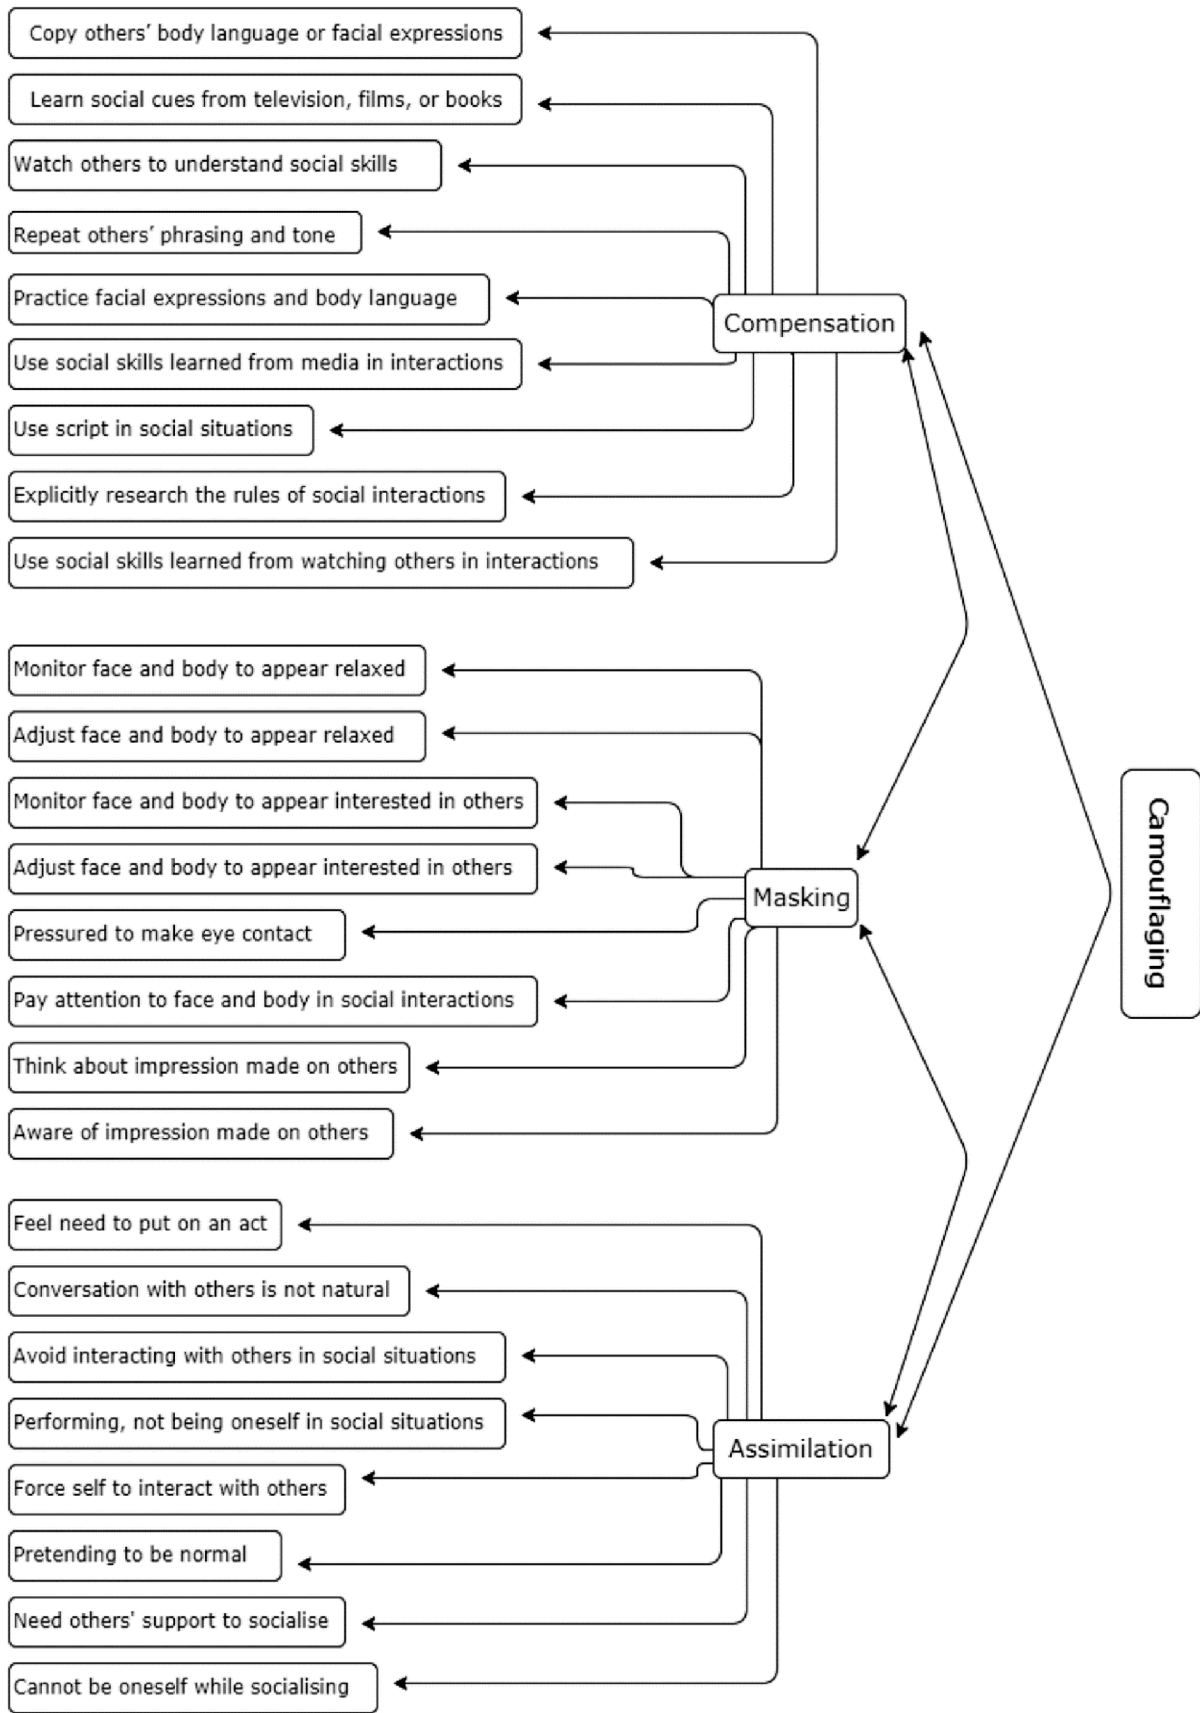 Copy others’ body language or facial expressions
Learn social cues from television, films, or books
Watch others to understand social skills
Repeat others’ phrasing and tone
Practice facial expressions and body language
Use social skills learned from media in interactions
Use script in social situations
Explicitly research the rules of social interactions
Use social skills learned from watching others in interactions
Compensation
Monitor face and body to appear relaxed
Adjust face and body to appear relaxed
Monitor face and body to appear interested in others
Adjust face and body to appear interested in others
Pressured to make eye contact
Pay attention to face and body in social interactions
Think about impression made on others
Aware of impression made on others
Masking
Feel need to put on an act
Conversation with others is not natural
Avoid interacting with others in social situations
Performing, not being oneself in social situations
Force self to interact with others
Pretending to be normal
Need others' support to socialise
Cannot be oneself while socialising
Assimilation
Camouflaging